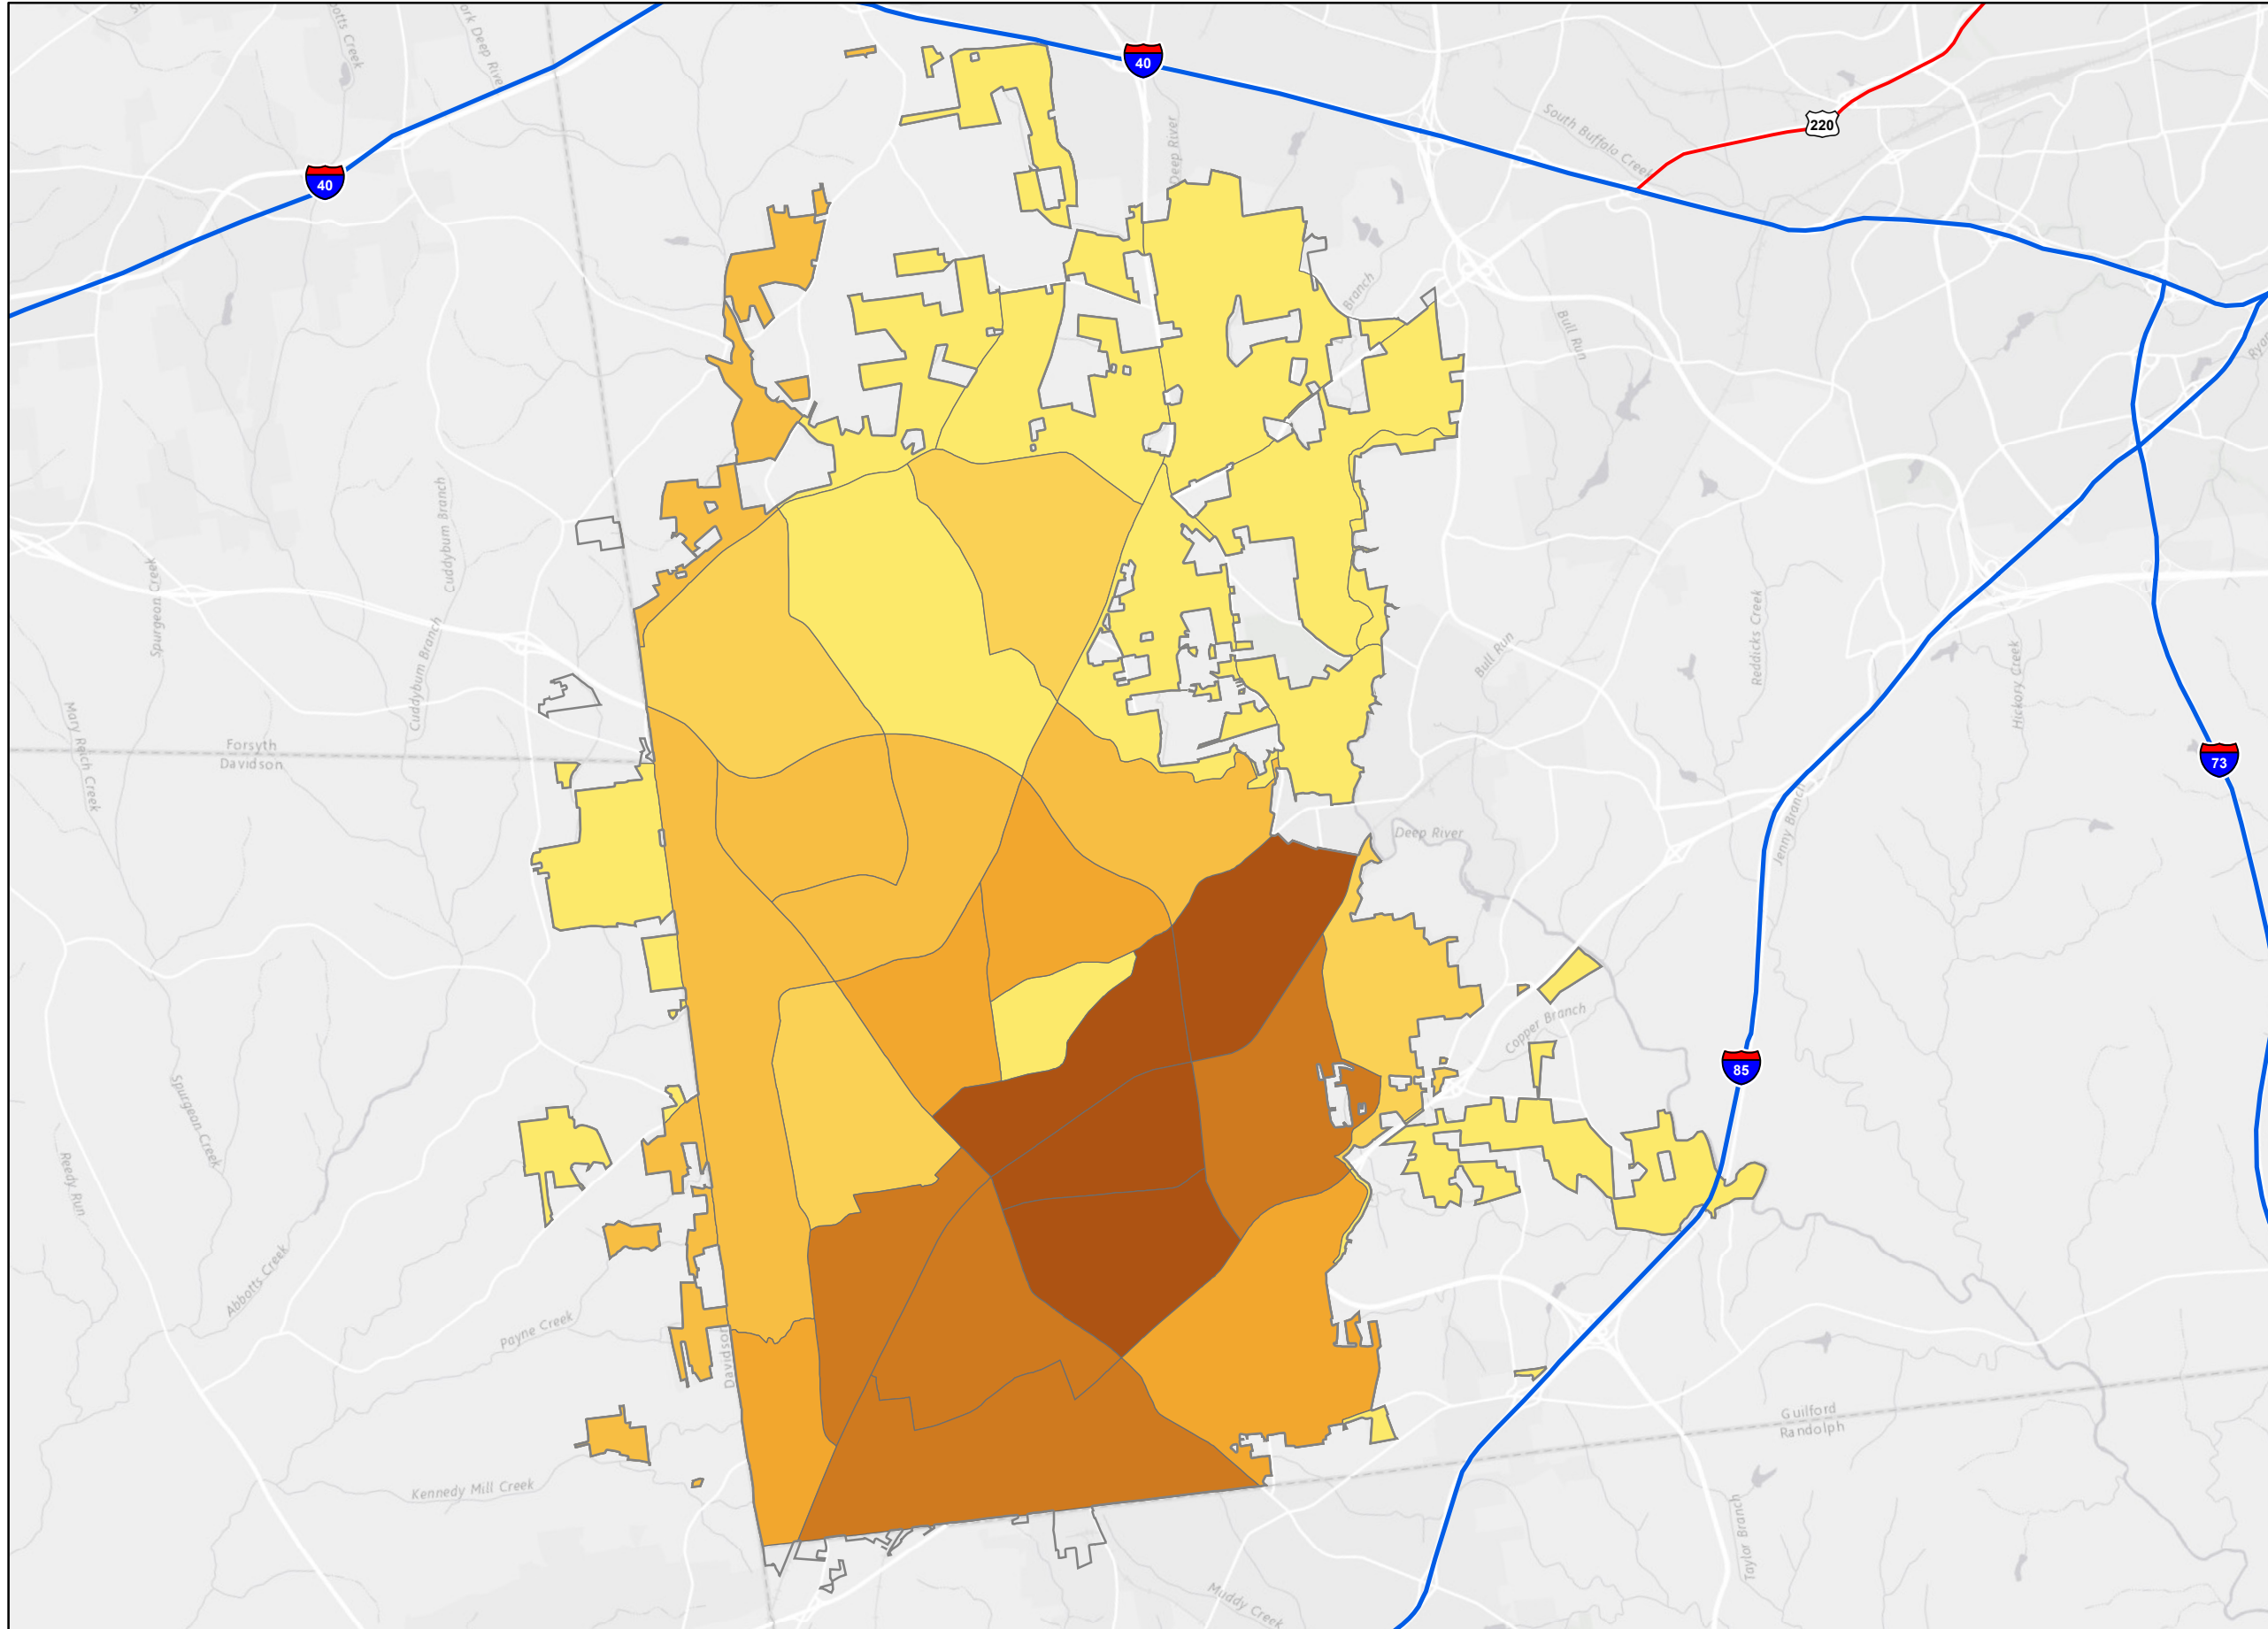 40
Deep River
South Buffalo Creek
220
40
Branch
Bull Run
Cuddyburn Branch
Spurgeon Creek
Cuddyburn Branch
Bull Run
Reddicks Creek
Hickory Creek
Mary Reich Creek
Forsyth
Davidson
73
Jenny Branch
Deep River
Copper Branch
85
Spurgean Creek
Reedy Run
Abbotts Creek
Payne Creek
Davidson
Guilford
Randolph
Kennedy Mill Creek
Taylor Branch
Muddy Creek